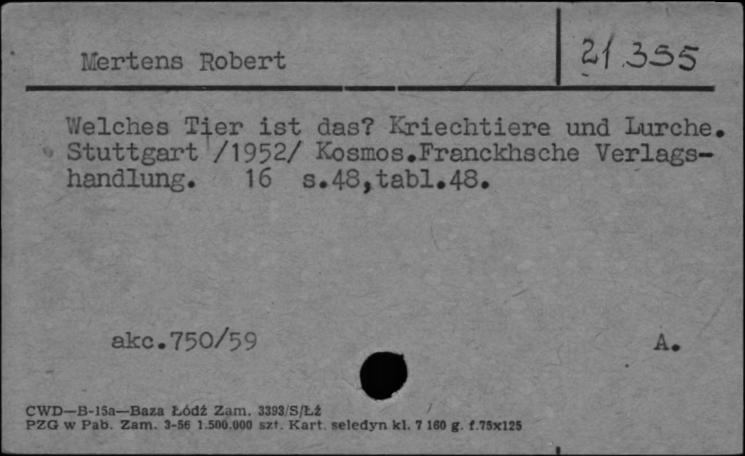 Mertens Robert
21.355
Welches Tier ist das? Kriechtiere und Lurche.
Stuttgart /1952/ Kosmos.Franckhsche Verlags-
handlung. 16 s.48,tabl.48.
akc.750/59
A.
CWD—B-15a—Baza Łódź Zam. 3393/S/Łź
PZG w Pab. Zam. 3-56 1.500.000 szt. Kart. seledyn kl. 7 160 g. f.75x125